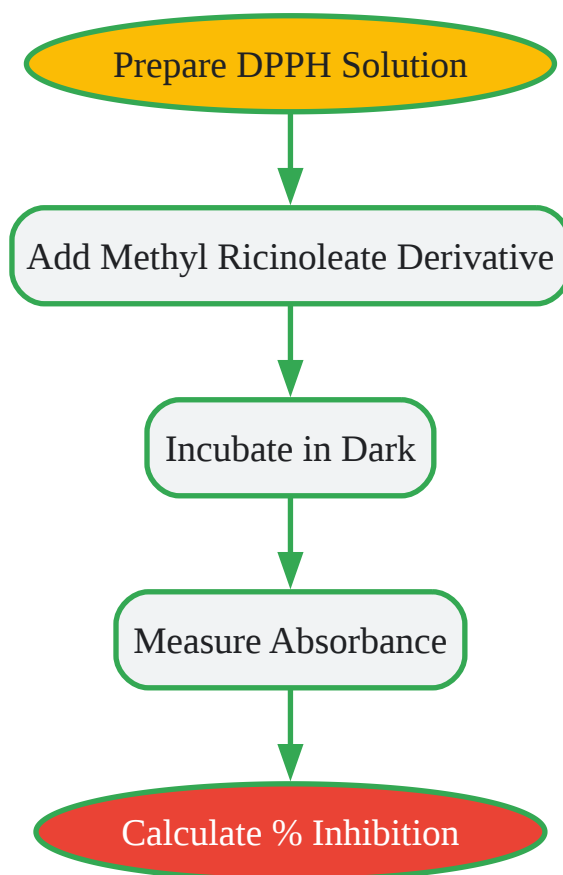 Prepare DPPH Solution
Add Methyl Ricinoleate Derivative
Incubate in Dark
Measure Absorbance
Calculate % Inhibition